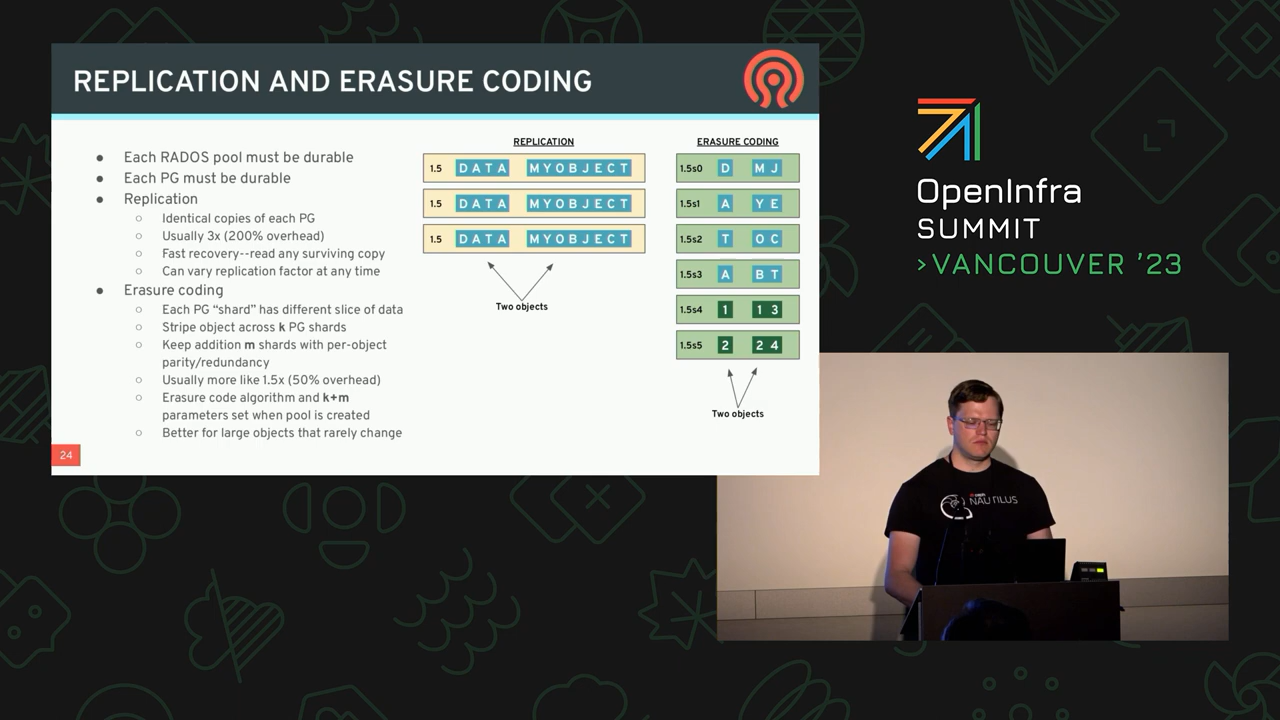 REPLICATION AND ERASURE CODING
● Each RADOS pool must be durable
● Each PG must be durable
● Replication
○ Identical copies of each PG
○ Usually 3x (200% overhead)
○ Fast recovery--read any surviving copy
○ Can vary replication factor at any time
● Erasure coding
○ Each PG “shard” has different slice of data
○ Stripe object across k PG shards
○ Keep addition m shards with per-object
parity/redundancy
○ Usually more like 1.5x (50% overhead)
○ Erasure code algorithm and k+m
parameters set when pool is created
○ Better for large objects that rarely change
24
REPLICATION
1.5 DATA MYOBJECT
1.5 DATA MYOBJECT
1.5 DATA MYOBJECT
Two objects
ERASURE CODING
1.5s0 D MJ
1.5s1 A YE
1.5s2 T OC
1.5s3 A BT
1.5s4 1 13
1.5s5 2 24
Two objects
OpenInfra
SUMMIT
>VANCOUVER ’23
ceph
NAUTILUS